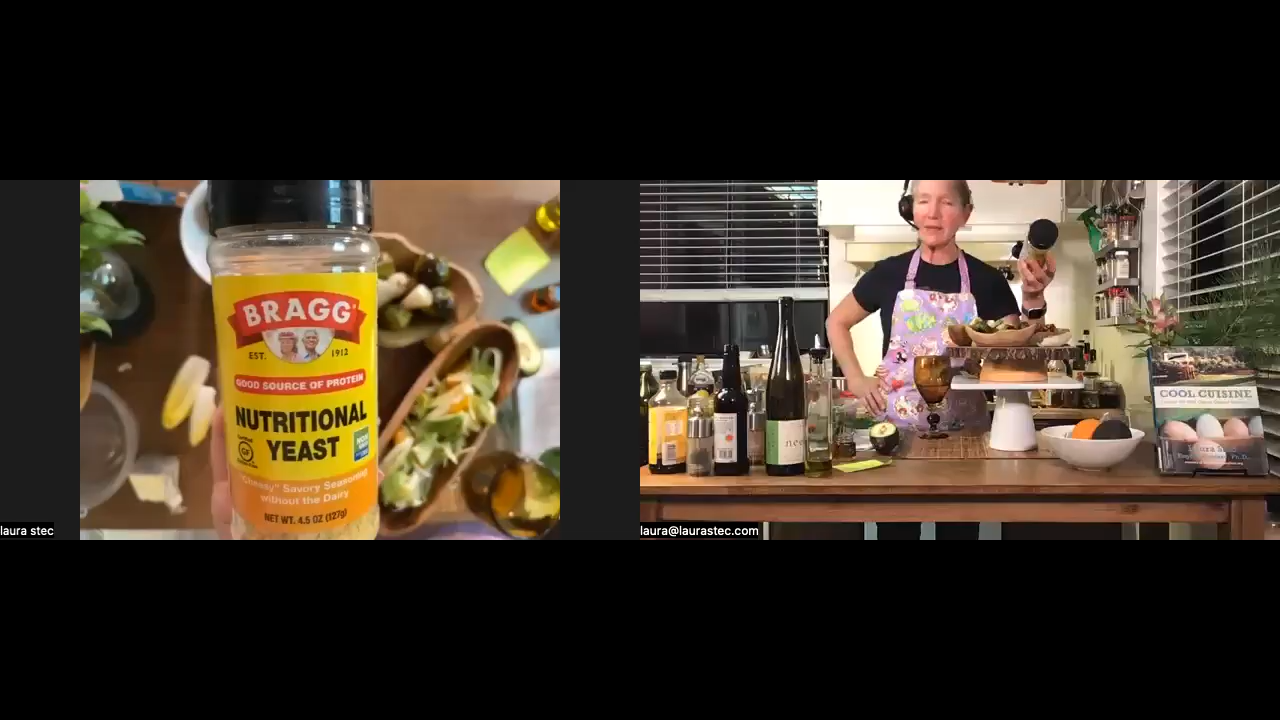 BRAGG
EST. 1912
GOOD SOURCE OF PROTEIN
NUTRITIONAL
YEAST
"Cheesy" Savory Seasoning
without the Dairy
NET WT. 4.5 OZ (127g)
laura stec
COOL CUISINE
laura@laurastec.com